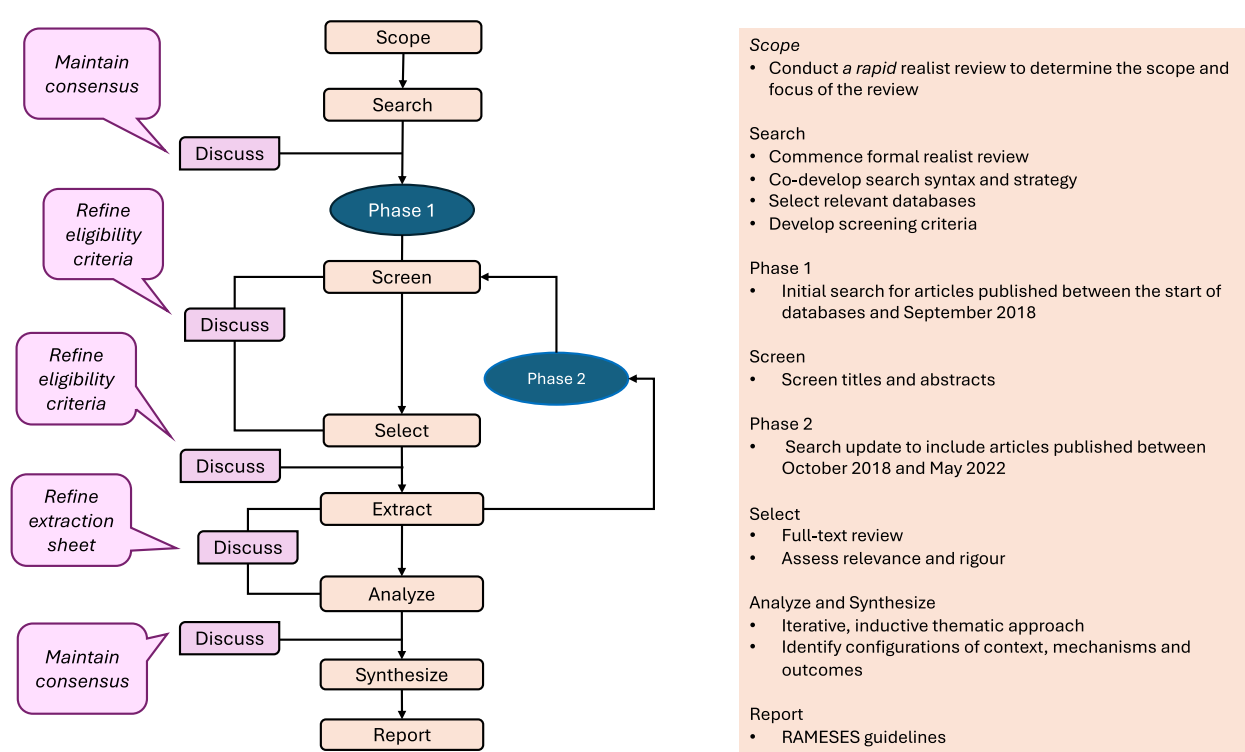 Scope
Maintain
consensus
Search
Discuss
Phase 1
Refine
eligibility
criteria
Screen
Discuss
Refine
eligibility
criteria
Phase 2
Select
Discuss
Refine
extraction
sheet
Extract
Discuss
Analyze
Discuss
Maintain
consensus
Synthesize
Report
Scope
• Conduct a rapid realist review to determine the scope and
focus of the review
Search
• Commence formal realist review
• Co-develop search syntax and strategy
• Select relevant databases
• Develop screening criteria
Phase 1
• Initial search for articles published between the start of
databases and September 2018
Screen
• Screen titles and abstracts
Phase 2
• Search update to include articles published between
October 2018 and May 2022
Select
• Full-text review
• Assess relevance and rigour
Analyze and Synthesize
• Iterative, inductive thematic approach
• Identify configurations of context, mechanisms and
outcomes
Report
• RAMESES guidelines